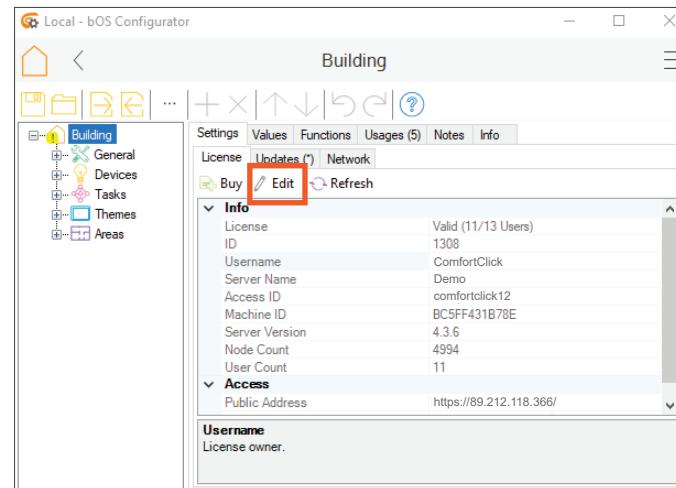 Local - bOS Configurator
Building
...
Building
General
Devices
Tasks
Themes
Areas
Settings Values Functions Usages (5) Notes Info
License Updates (*) Network
Buy Edit Refresh
Info
License Valid (11/13 Users)
ID 1308
Username ComfortClick
Server Name Demo
Access ID comfortclick12
Machine ID BC5FF431B78E
Server Version 4.3.6
Node Count 4994
User Count 11
Access
Public Address https://89.212.118.366/
Username
License owner.